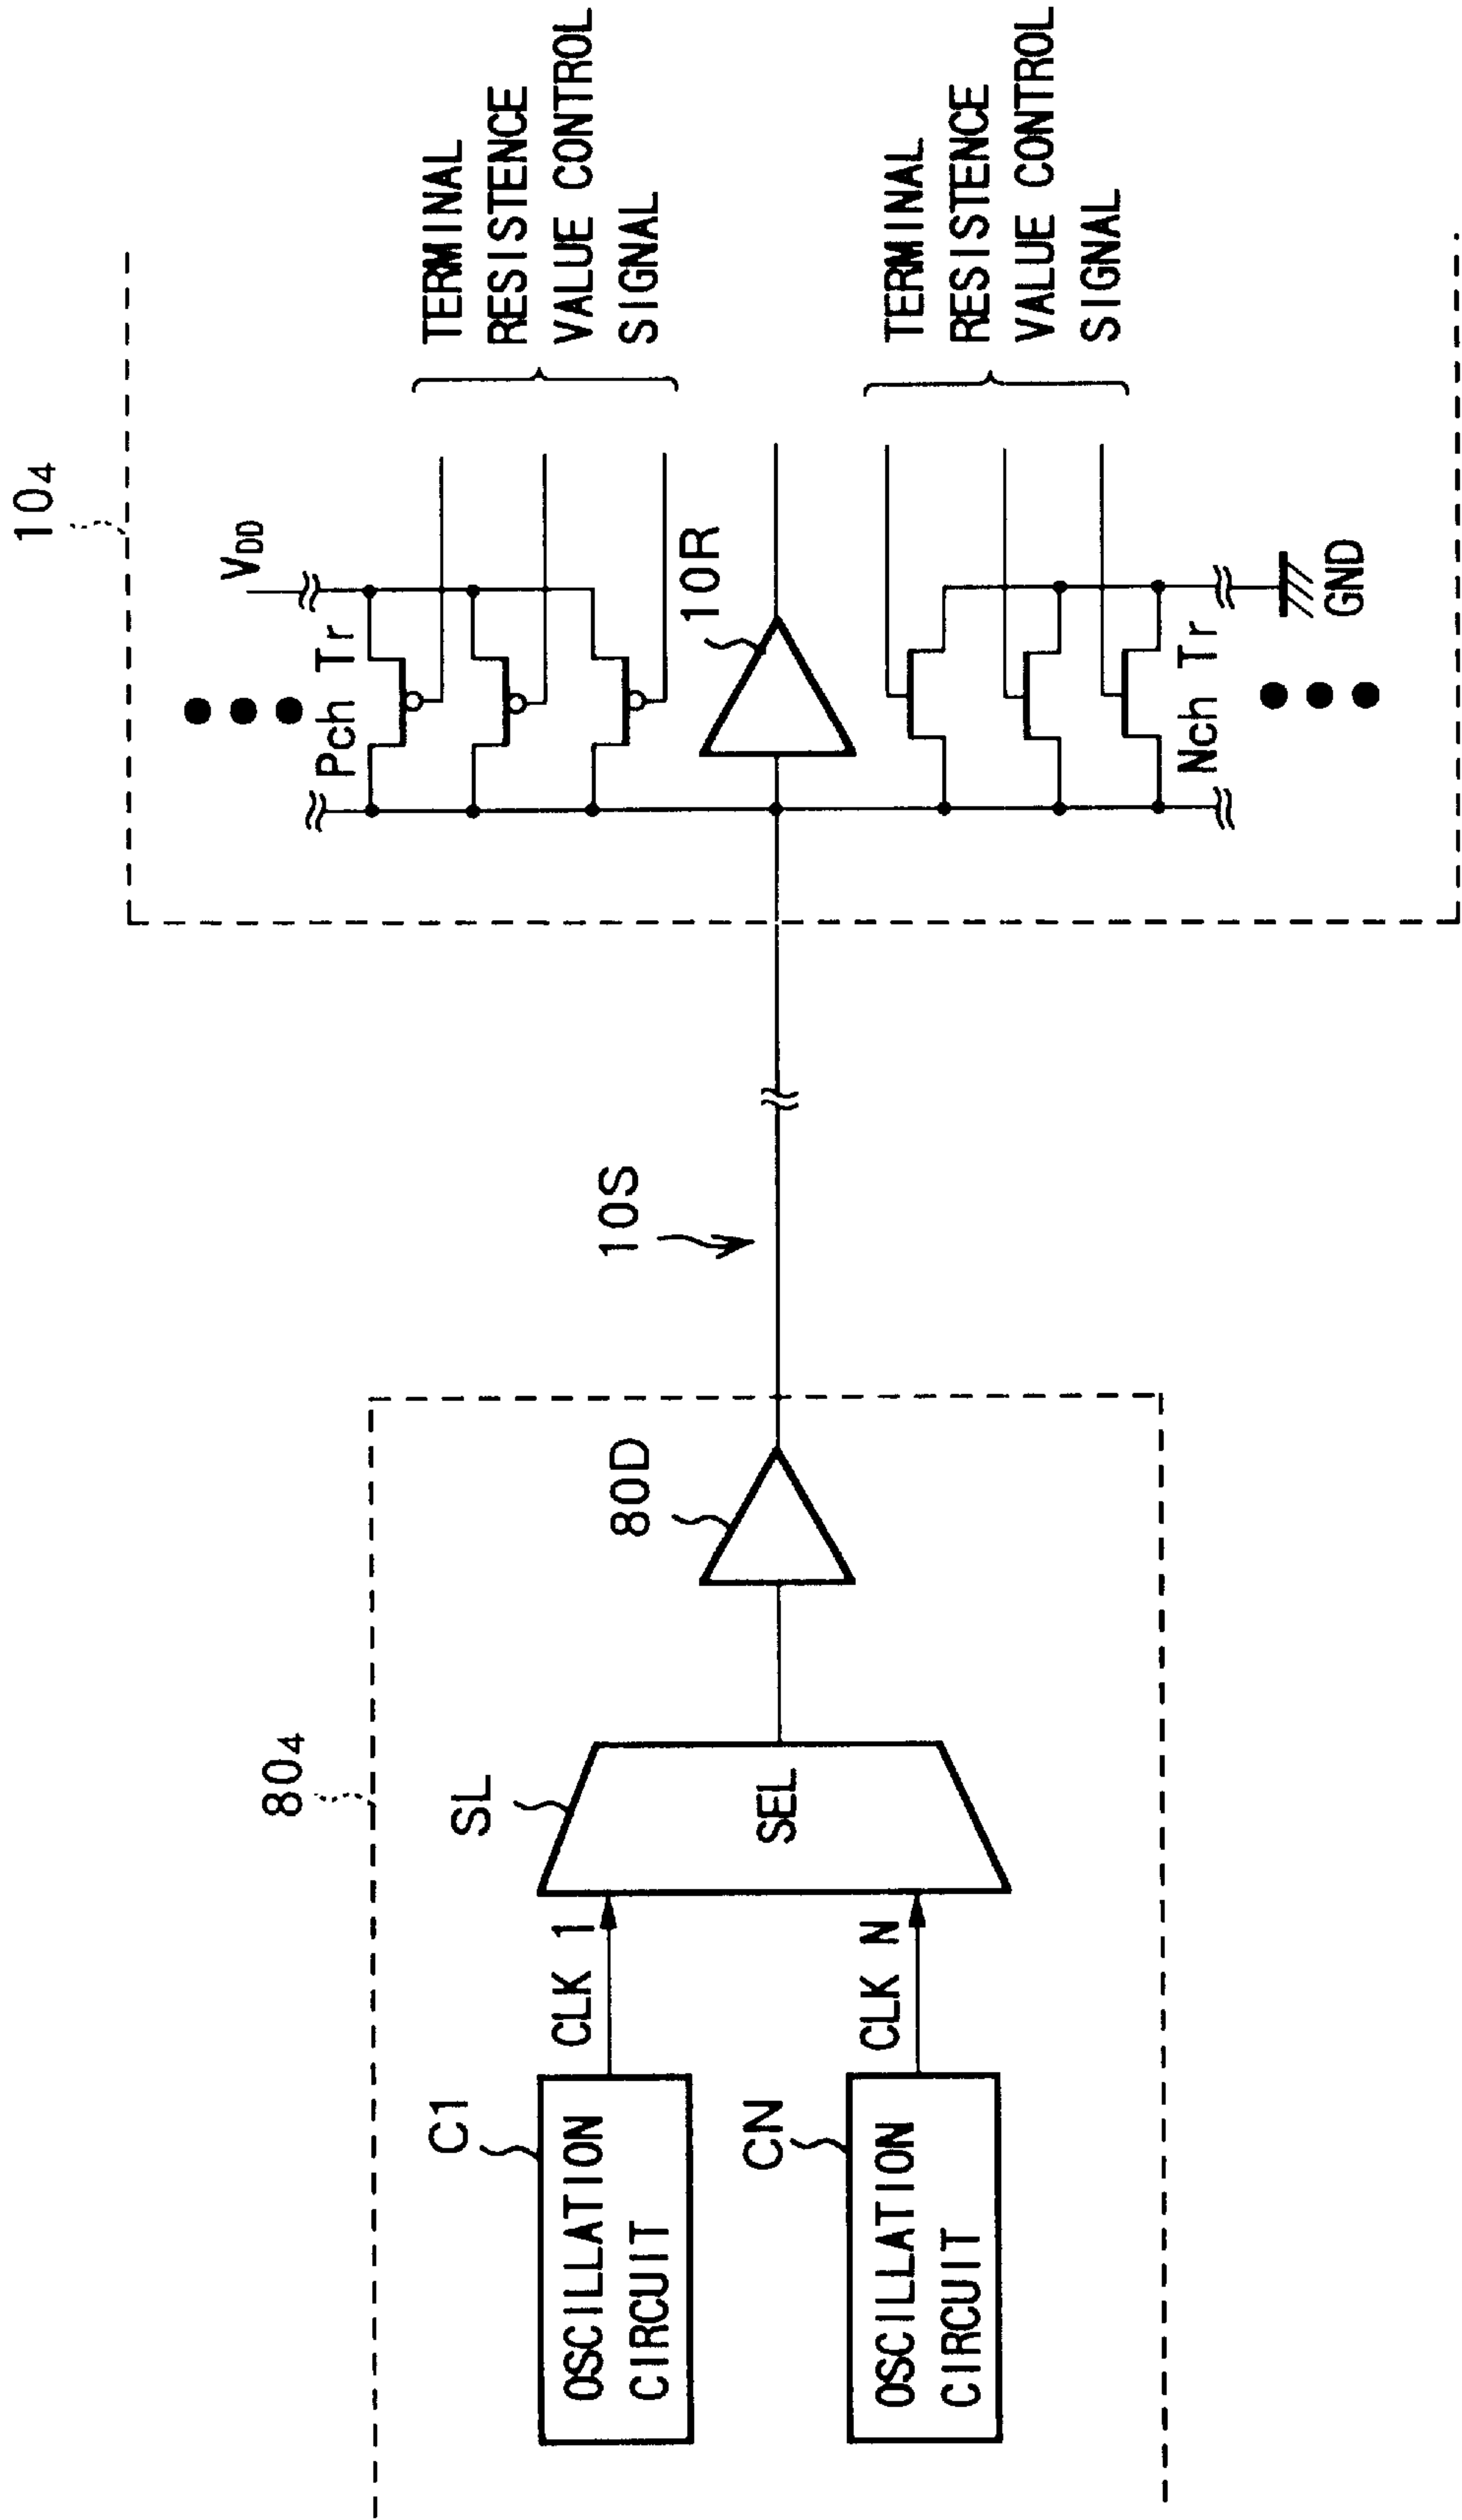 80₄
C1
OSCILLATION
CIRCUIT
CLK 1
SL
SEL
CN
OSCILLATION
CIRCUIT
CLK N
80D
10S
10₄
VDD
Pch Tr
TERMINAL
RESISTENCE
VALUE CONTROL
SIGNAL
10R
TERMINAL
RESISTENCE
VALUE CONTROL
SIGNAL
Nch Tr
GND